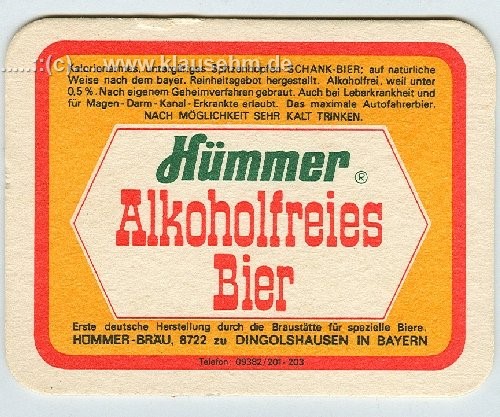 .......:(c)....www.klausehm.de.......
Kalorienarmes, untergäriges Spitzenhopfen-SCHANK-BIER; auf natürliche
Weise nach dem bayer. Reinheitsgebot hergestellt. Alkoholfrei, weil unter
0,5 %. Nach eigenem Geheimverfahren gebraut. Auch bei Leberkrankheit und
für Magen-Darm-Kanal-Erkrankte erlaubt. Das maximale Autofahrerbier.
NACH MÖGLICHKEIT SEHR KALT TRINKEN.
Hümmer ®
Alkoholfreies
Bier
Erste deutsche Herstellung durch die Braustätte für spezielle Biere.
HÜMMER-BRÄU, 8722 zu DINGOLSHAUSEN IN BAYERN
Telefon 09382/201-203